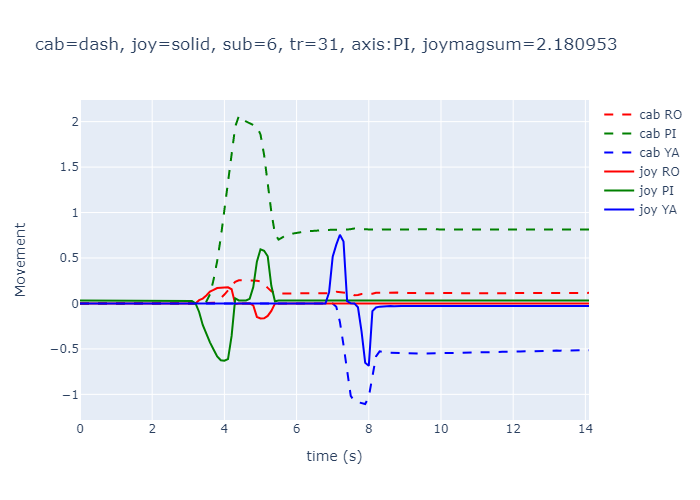 cab=dash, joy=solid, sub=6, tr=31, axis:PI, joymagsum=2.180953
Movement
2
1.5
1
0.5
0
−0.5
−1
0 2 4 6 8 10 12 14
time (s)
cab RO
cab PI
cab YA
joy RO
joy PI
joy YA